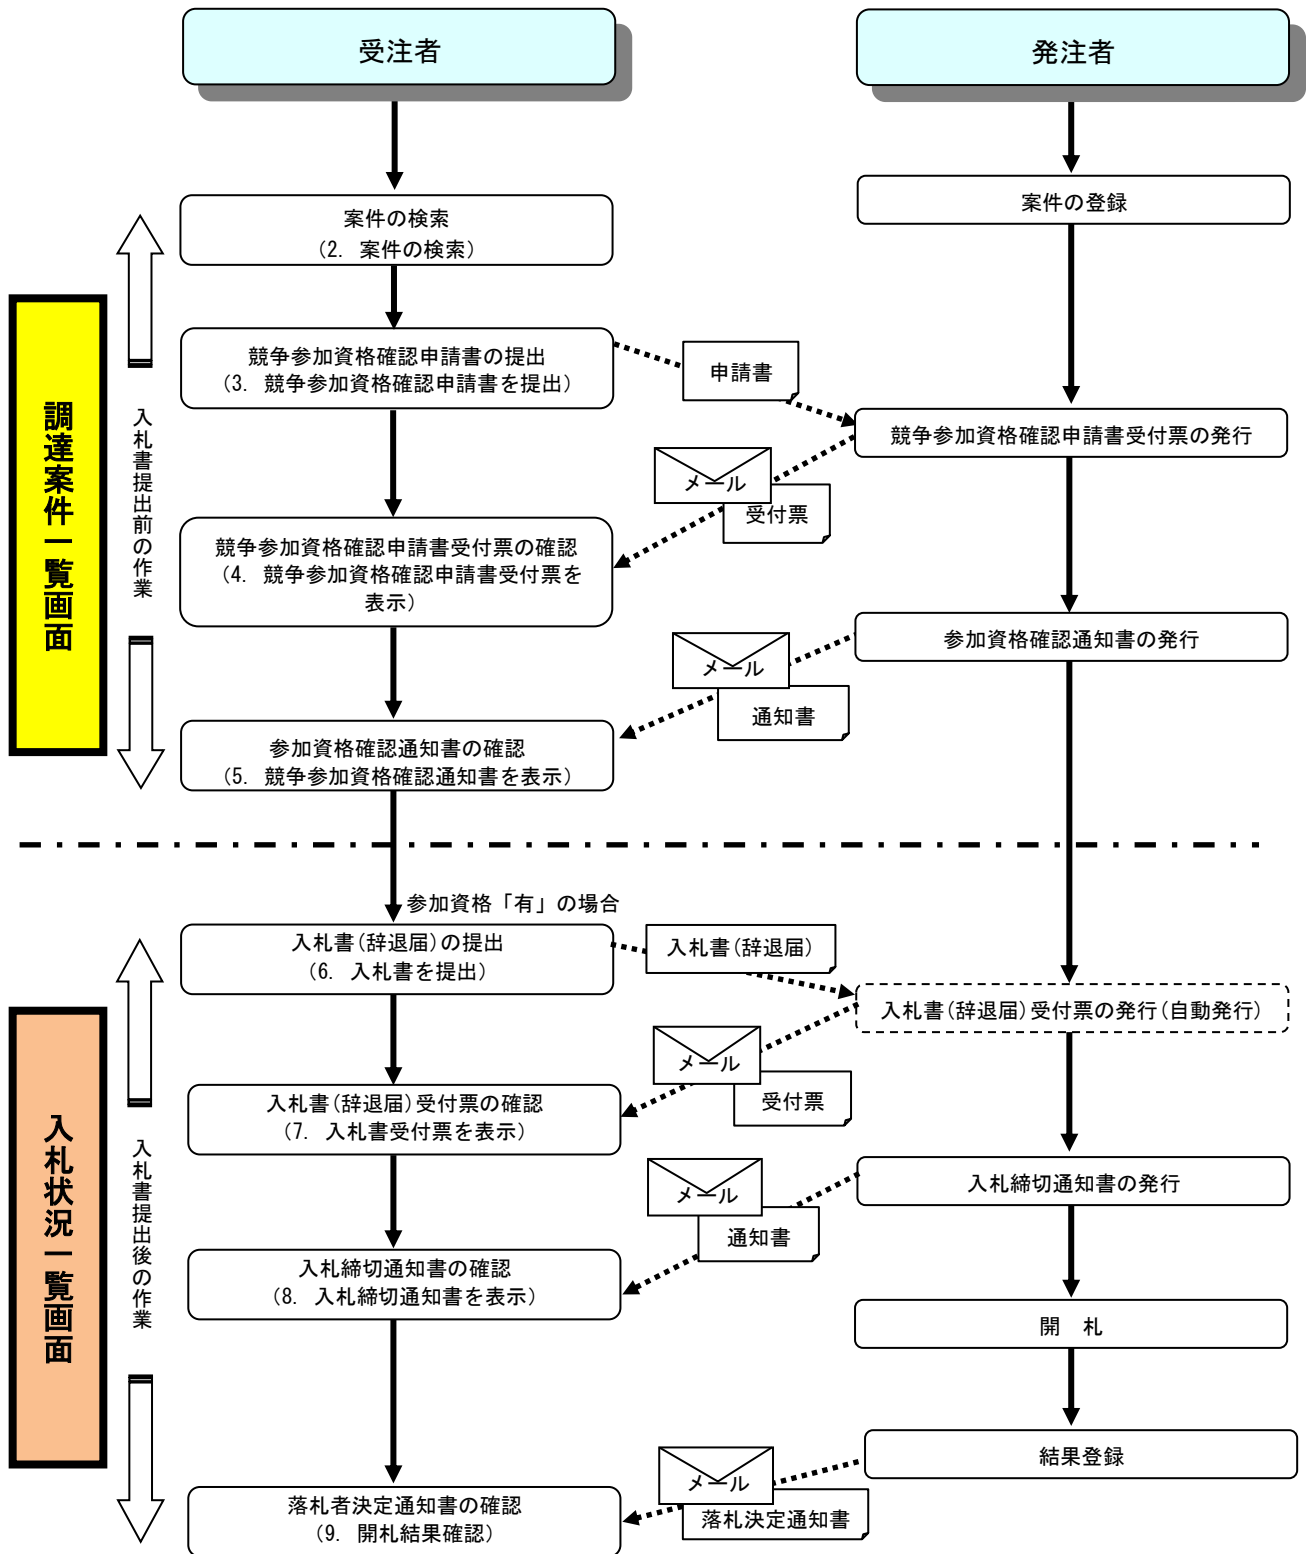 受注者
発注者
案件の検索
（2. 案件の検索）
案件の登録
競争参加資格確認申請書の提出
（3. 競争参加資格確認申請書を提出）
申請書
競争参加資格確認申請書受付票の発行
メール
受付票
競争参加資格確認申請書受付票の確認
（4. 競争参加資格確認申請書受付票を
表示）
参加資格確認通知書の発行
メール
通知書
参加資格確認通知書の確認
（5. 競争参加資格確認通知書を表示）
調達案件一覧画面
入札書提出前の作業
参加資格「有」の場合
入札書（辞退届）の提出
（6. 入札書を提出）
入札書（辞退届）
入札書（辞退届）受付票の発行（自動発行）
メール
受付票
入札書（辞退届）受付票の確認
（7. 入札書受付票を表示）
入札締切通知書の発行
メール
通知書
入札締切通知書の確認
（8. 入札締切通知書を表示）
開　札
結果登録
メール
落札決定通知書
落札者決定通知書の確認
（9. 開札結果確認）
入札状況一覧画面
入札書提出後の作業